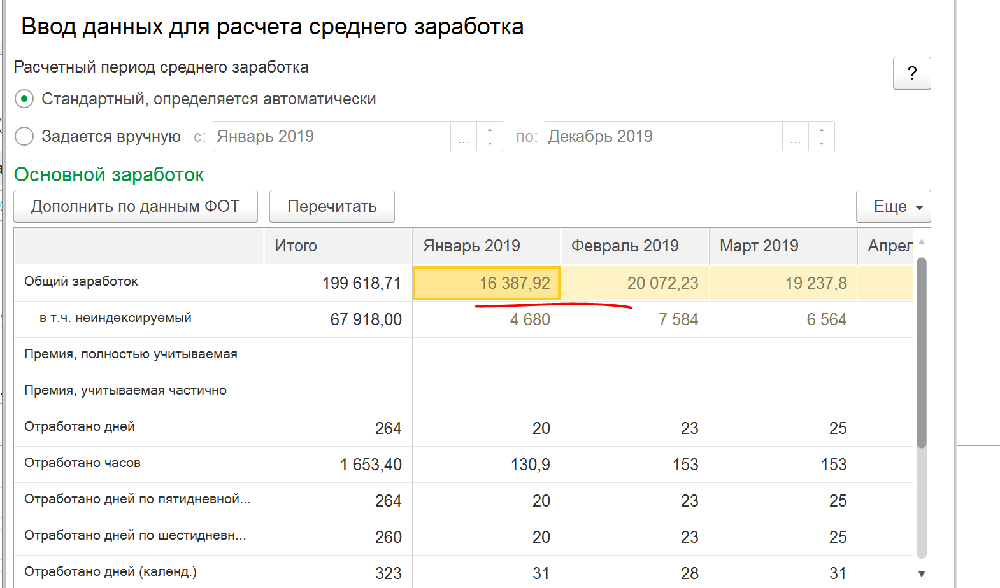 Ввод данных для расчета среднего заработка
Расчетный период среднего заработка
?
Стандартный, определяется автоматически
Задается вручную с: Январь 2019 ... по: Декабрь 2019 ...
Основной заработок
Дополнить по данным ФОТ Перечитать Еще
Итого Январь 2019 Февраль 2019 Март 2019 Апрел
Общий заработок 199 618,71 16 387,92 20 072,23 19 237,8
в т.ч. неиндексируемый 67 918,00 4 680 7 584 6 564
Премия, полностью учитываемая
Премия, учитываемая частично
Отработано дней 264 20 23 25
Отработано часов 1 653,40 130,9 153 153
Отработано дней по пятидневной... 264 20 23 25
Отработано дней по шестидневн... 260 20 23 25
Отработано дней (календ.) 323 31 28 31